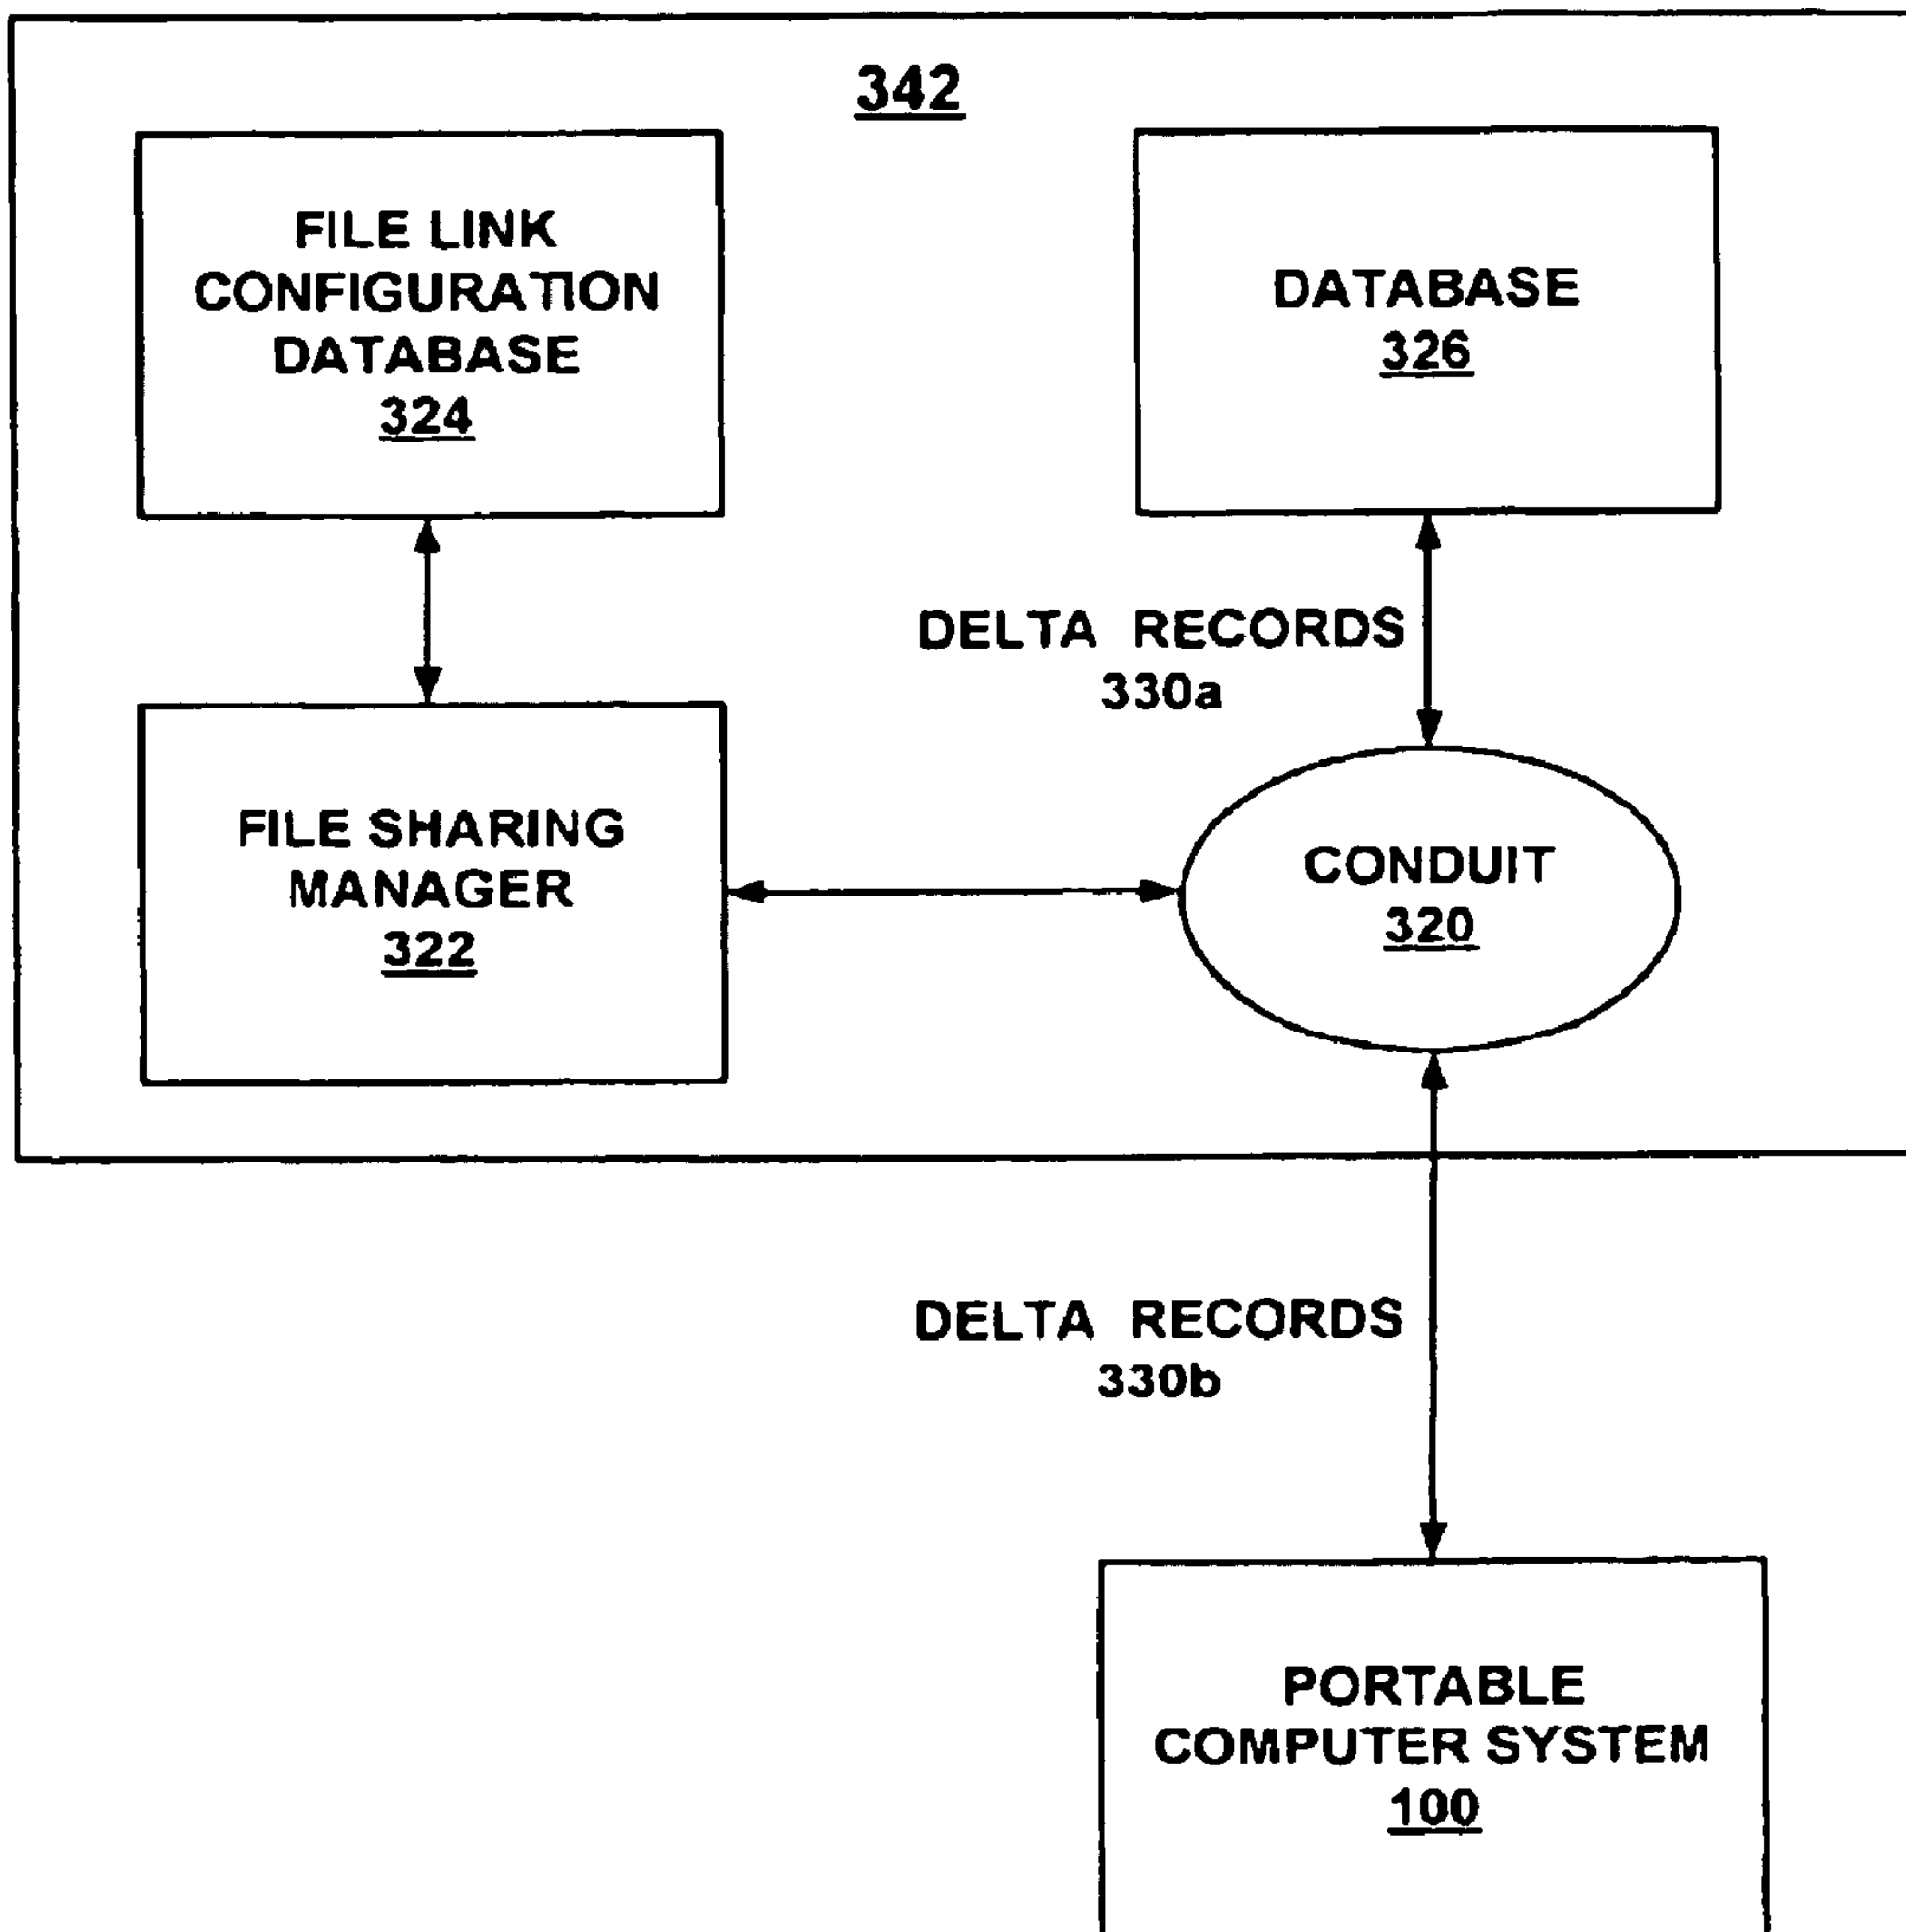 342
FILE LINK
CONFIGURATION
DATABASE
324
DATABASE
326
DELTA RECORDS
330a
FILE SHARING
MANAGER
322
CONDUIT
320
DELTA RECORDS
330b
PORTABLE
COMPUTER SYSTEM
100